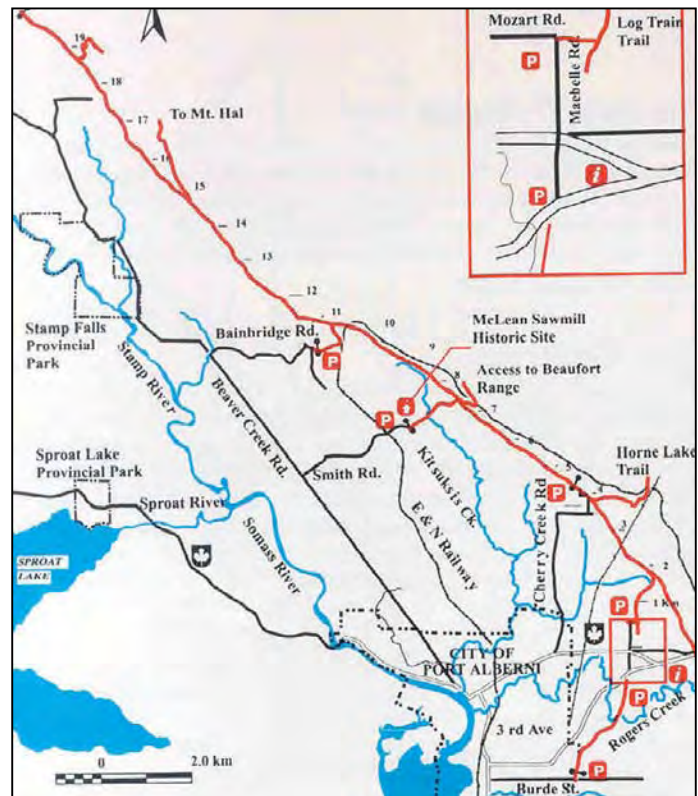 Mozart Rd.
Log Train
Trail
Maebelle Rd.
P
P
i
19
18
17
To Mt. Hal
16
15
14
13
12
11
10
9
8
7
6
5
4
3
2
1 Km
Bainbridge Rd.
P
McLean Sawmill
Historic Site
Access to Beaufort
Range
Stamp Falls
Provincial
Park
Stamp River
Beaver Creek Rd.
P
Smith Rd.
Kitsuksis Ck.
E & N Railway
Cherry Creek Rd
P
Horne Lake
Trail
Sproat Lake
Provincial Park
Sproat River
SPROAT
LAKE
Somass River
P
CITY OF
PORT ALBERNI
i
P
3 rd Ave
Rogers Creek
P
Burde St.
0
2.0 km